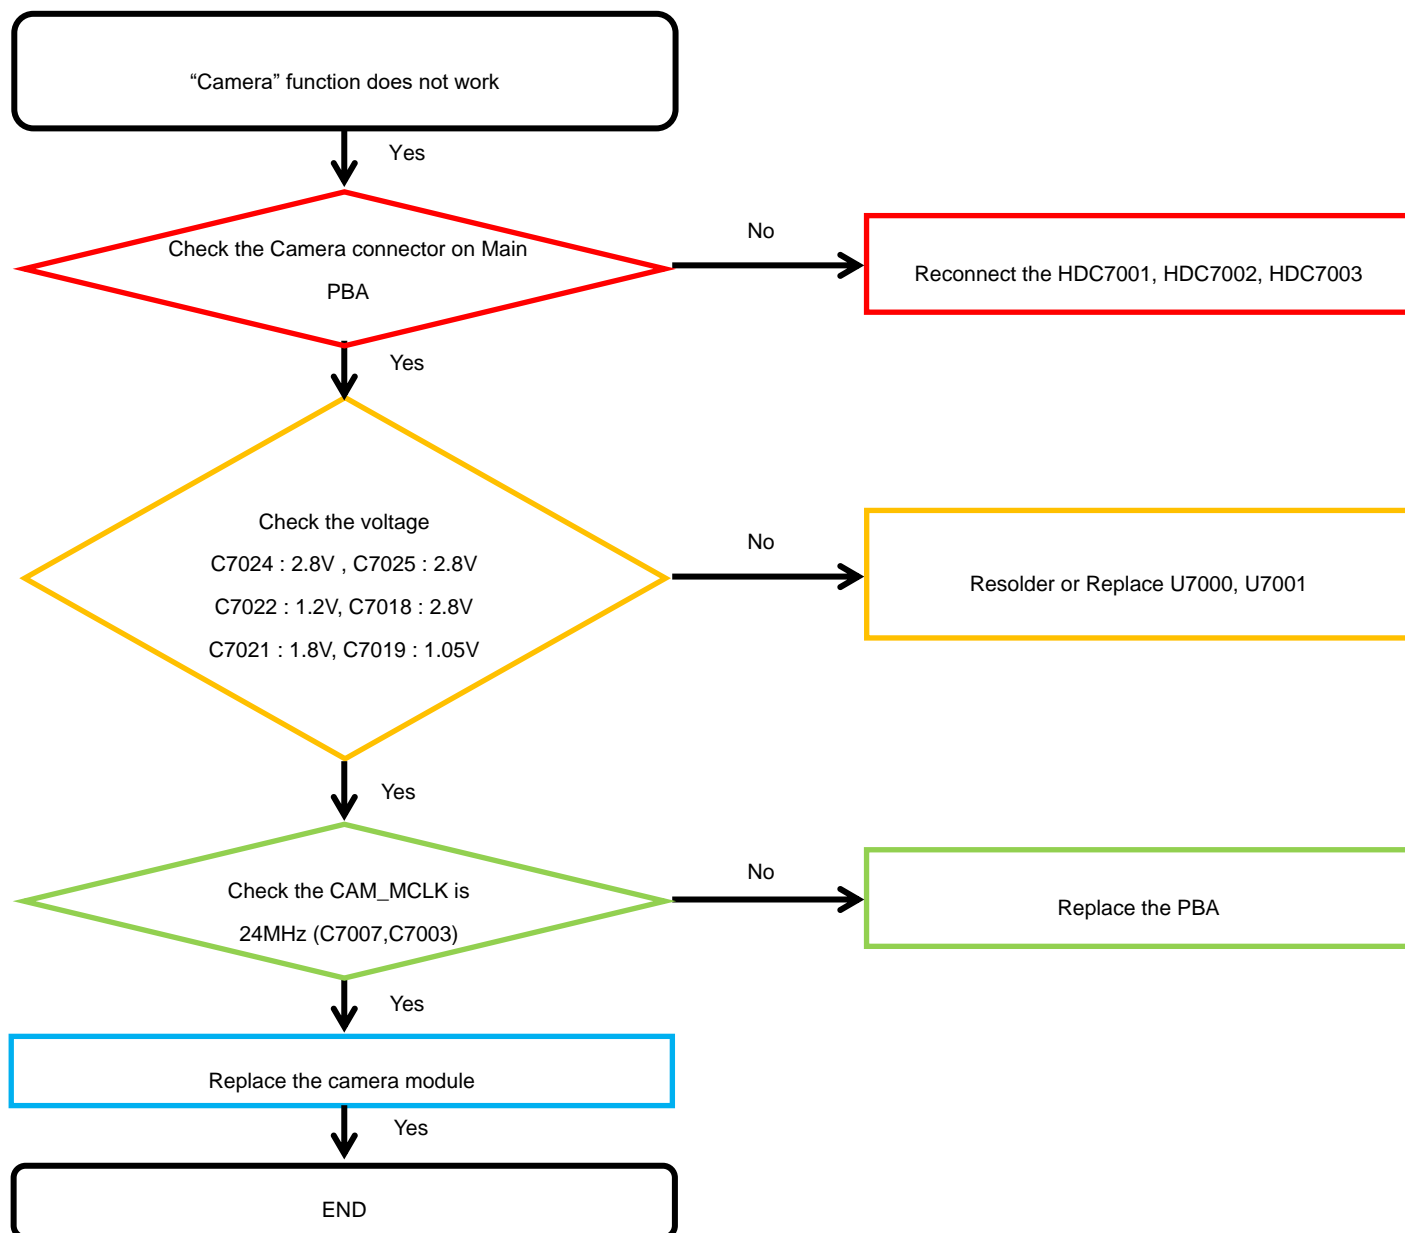 “Camera” function does not work
Yes
Check the Camera connector on Main
PBA
No
Reconnect the HDC7001, HDC7002, HDC7003
Yes
Check the voltage
C7024 : 2.8V , C7025 : 2.8V
C7022 : 1.2V, C7018 : 2.8V
C7021 : 1.8V, C7019 : 1.05V
No
Resolder or Replace U7000, U7001
Yes
Check the CAM_MCLK is
24MHz (C7007,C7003)
No
Replace the PBA
Yes
Replace the camera module
Yes
END